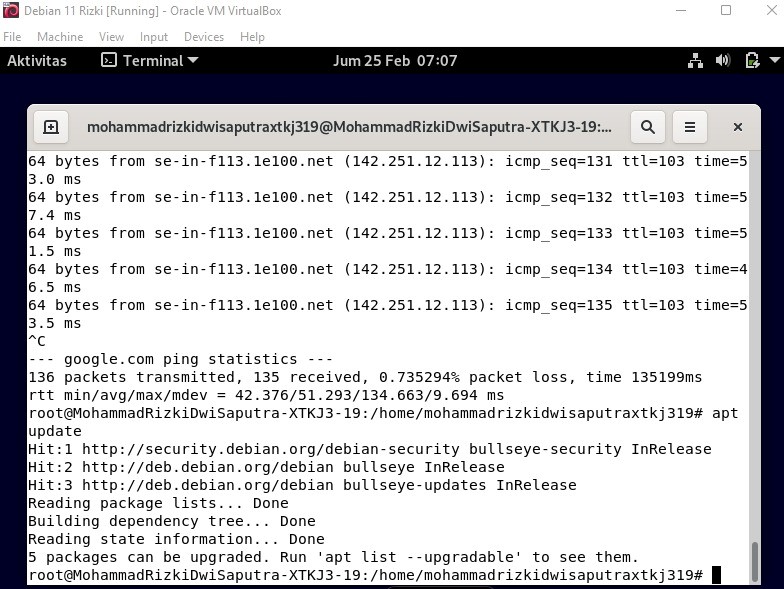 Debian 11 Rizki [Running] - Oracle VM VirtualBox
File Machine View Input Devices Help
Aktivitas Terminal Jum 25 Feb 07:07
mohammadrizkidwisaputraxtkj319@MohammadRizkiDwiSaputra-XTKJ3-19:...
64 bytes from se-in-f113.1e100.net (142.251.12.113): icmp_seq=131 ttl=103 time=5
3.0 ms
64 bytes from se-in-f113.1e100.net (142.251.12.113): icmp_seq=132 ttl=103 time=5
7.4 ms
64 bytes from se-in-f113.1e100.net (142.251.12.113): icmp_seq=133 ttl=103 time=5
1.5 ms
64 bytes from se-in-f113.1e100.net (142.251.12.113): icmp_seq=134 ttl=103 time=4
6.5 ms
64 bytes from se-in-f113.1e100.net (142.251.12.113): icmp_seq=135 ttl=103 time=5
3.5 ms
^C
--- google.com ping statistics ---
136 packets transmitted, 135 received, 0.735294% packet loss, time 135199ms
rtt min/avg/max/mdev = 42.376/51.293/134.663/9.694 ms
root@MohammadRizkiDwiSaputra-XTKJ3-19:/home/mohammadrizkidwisaputraxtkj319# apt
update
Hit:1 http://security.debian.org/debian-security bullseye-security InRelease
Hit:2 http://deb.debian.org/debian bullseye InRelease
Hit:3 http://deb.debian.org/debian bullseye-updates InRelease
Reading package lists... Done
Building dependency tree... Done
Reading state information... Done
5 packages can be upgraded. Run 'apt list --upgradable' to see them.
root@MohammadRizkiDwiSaputra-XTKJ3-19:/home/mohammadrizkidwisaputraxtkj319#